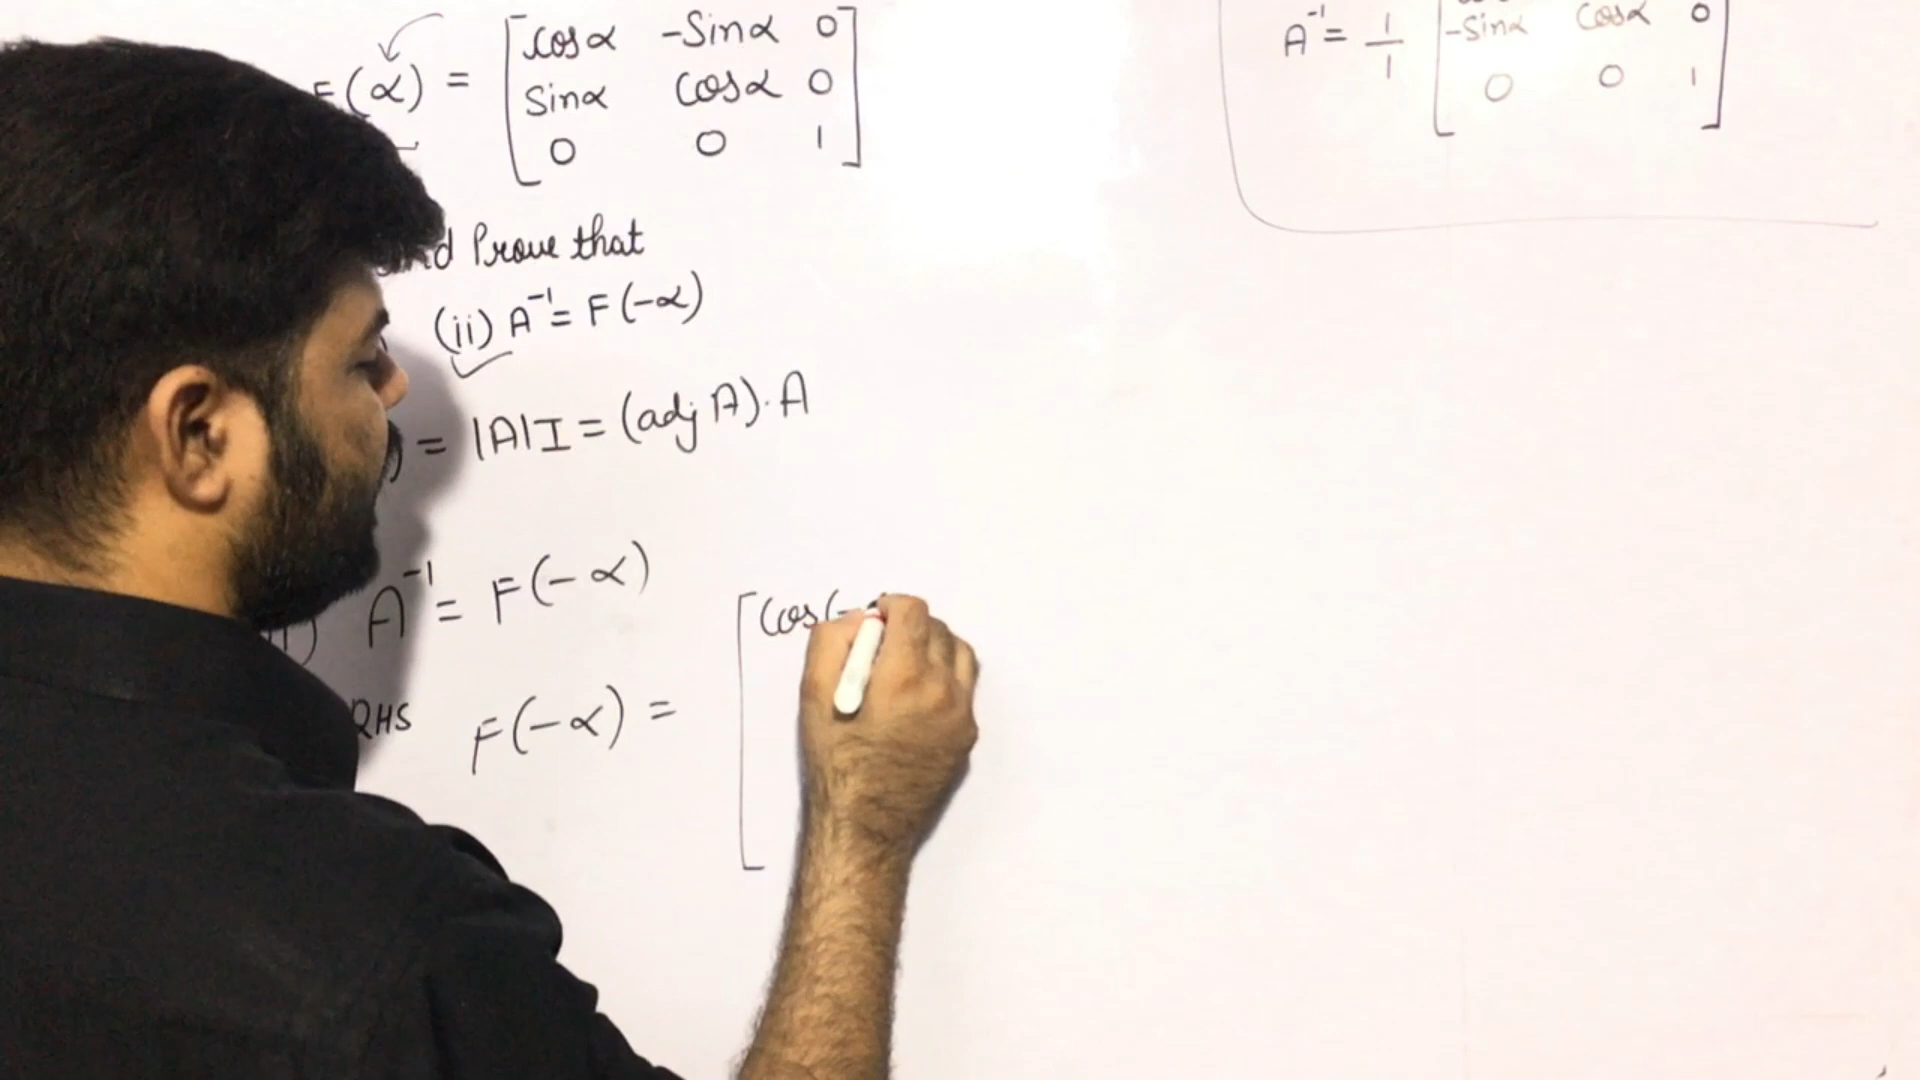 F(α) = [cosα -Sinα 0
Sinα Cosα 0
0 0 1]
Prove that
(ii) A⁻¹ = F(-α)
) = |A|I = (adj A)·A
A⁻¹ = F(-α)
RHS F(-α) = [Cos(-
A⁻¹ = 1/1 [-Sinα Cosα 0
0 0 1]